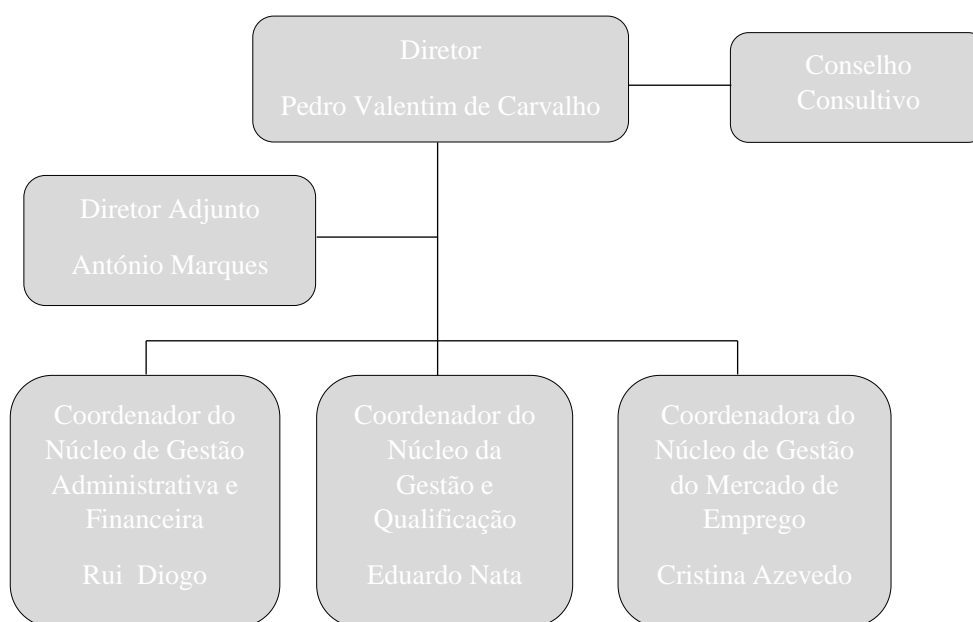 Diretor
Pedro Valentim de Carvalho
Conselho
Consultivo
Diretor Adjunto
António Marques
Coordenador do
Núcleo de Gestão
Administrativa e
Financeira
Rui Diogo
Coordenador do
Núcleo da
Gestão e
Qualificação
Eduardo Nata
Coordenadora do
Núcleo de Gestão
do Mercado de
Emprego
Cristina Azevedo